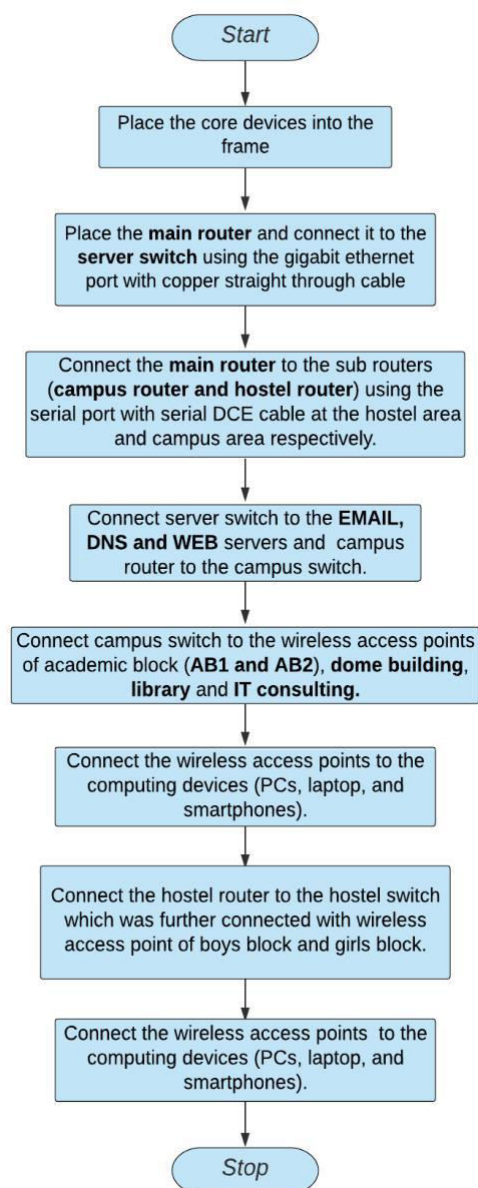 Start
Place the core devices into the
frame
Place the main router and connect it to the
server switch using the gigabit ethernet
port with copper straight through cable
Connect the main router to the sub routers
(campus router and hostel router) using the
serial port with serial DCE cable at the hostel area
and campus area respectively.
Connect server switch to the EMAIL,
DNS and WEB servers and campus
router to the campus switch.
Connect campus switch to the wireless access points
of academic block (AB1 and AB2), dome building,
library and IT consulting.
Connect the wireless access points to the
computing devices (PCs, laptop, and
smartphones).
Connect the hostel router to the hostel switch
which was further connected with wireless
access point of boys block and girls block.
Connect the wireless access points to the
computing devices (PCs, laptop, and
smartphones).
Stop